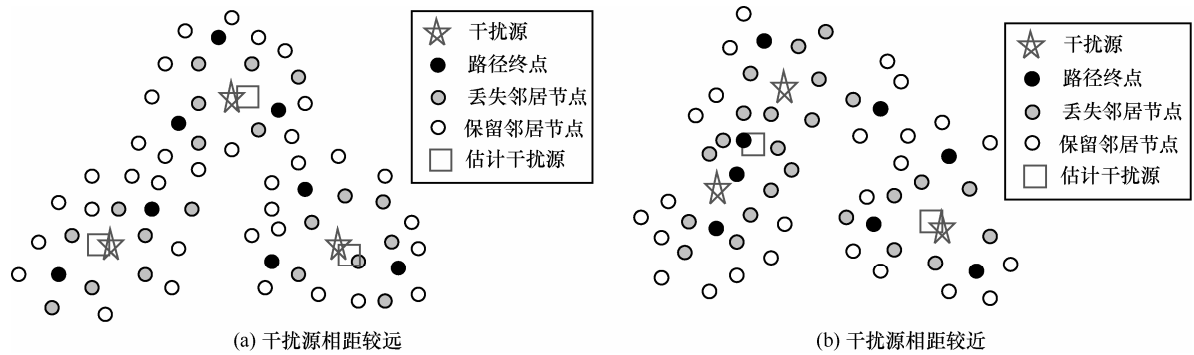 干扰源
路径终点
丢失邻居节点
保留邻居节点
估计干扰源
(a) 干扰源相距较远
干扰源
路径终点
丢失邻居节点
保留邻居节点
估计干扰源
(b) 干扰源相距较近